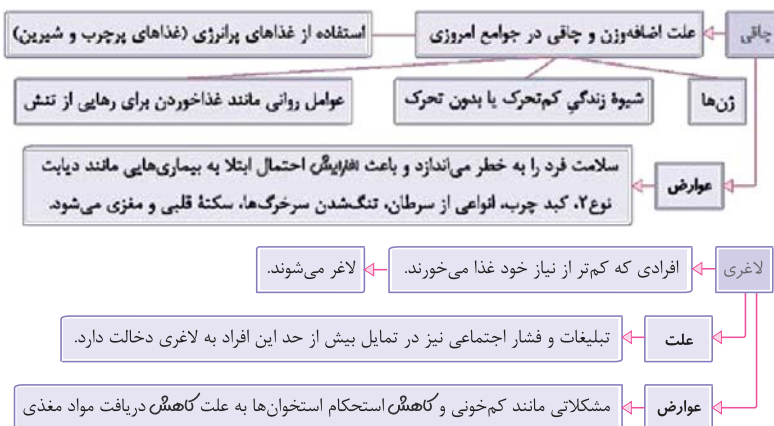 چاقی
علت اضافه‌وزن و چاقی در جوامع امروزی
استفاده از غذاهای پرانرژی (غذاهای پرچرب و شیرین)
ژن‌ها
شیوهٔ زندگیِ کم‌تحرک یا بدون تحرک
عوامل روانی مانند غذاخوردن برای رهایی از تنش
عوارض
سلامت فرد را به خطر می‌اندازد و باعث افزایش احتمال ابتلا به بیماری‌هایی مانند دیابت
نوع۲، کبد چرب، انواعی از سرطان، تنگ‌شدن سرخرگ‌ها، سکتهٔ قلبی و مغزی می‌شود.
لاغری
افرادی که کم‌تر از نیاز خود غذا می‌خورند.
لاغر می‌شوند.
علت
تبلیغات و فشار اجتماعی نیز در تمایل بیش از حد این افراد به لاغری دخالت دارد.
عوارض
مشکلاتی مانند کم‌خونی و کاهش استحکام استخوان‌ها به علت کاهش دریافت مواد مغذی